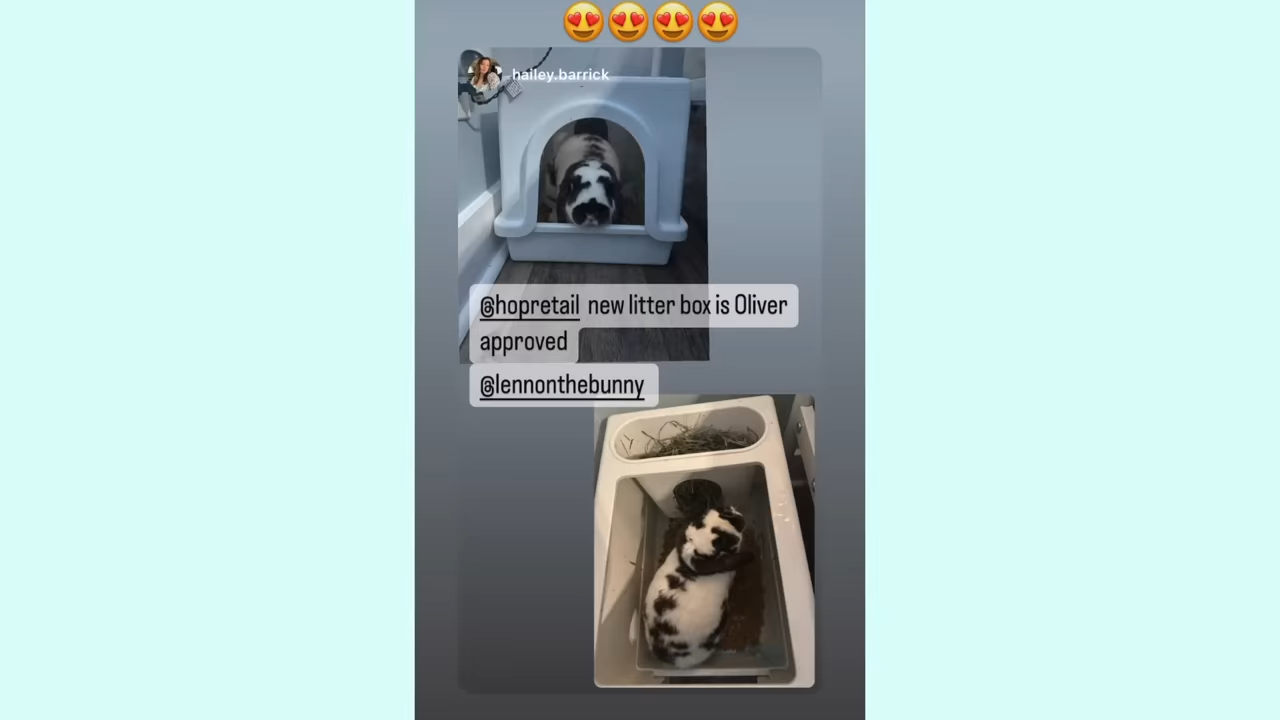 😍😍😍😍
hailey.barrick
@hopretail new litter box is Oliver
approved
@lennonthebunny